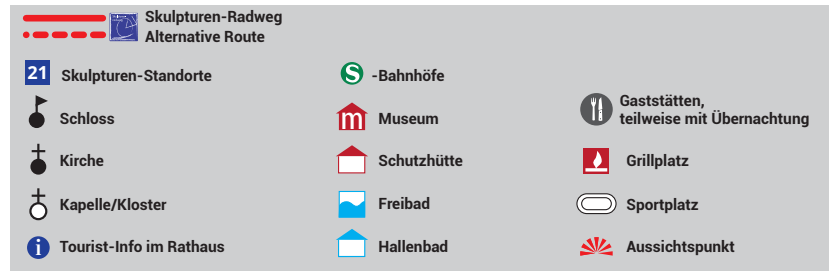 Skulpturen-Radweg
Alternative Route
21 Skulpturen-Standorte
Schloss
Kirche
Kapelle/Kloster
i Tourist-Info im Rathaus
S -Bahnhöfe
m Museum
Schutzhütte
Freibad
Hallenbad
Gaststätten,
teilweise mit Übernachtung
Grillplatz
Sportplatz
Aussichtspunkt